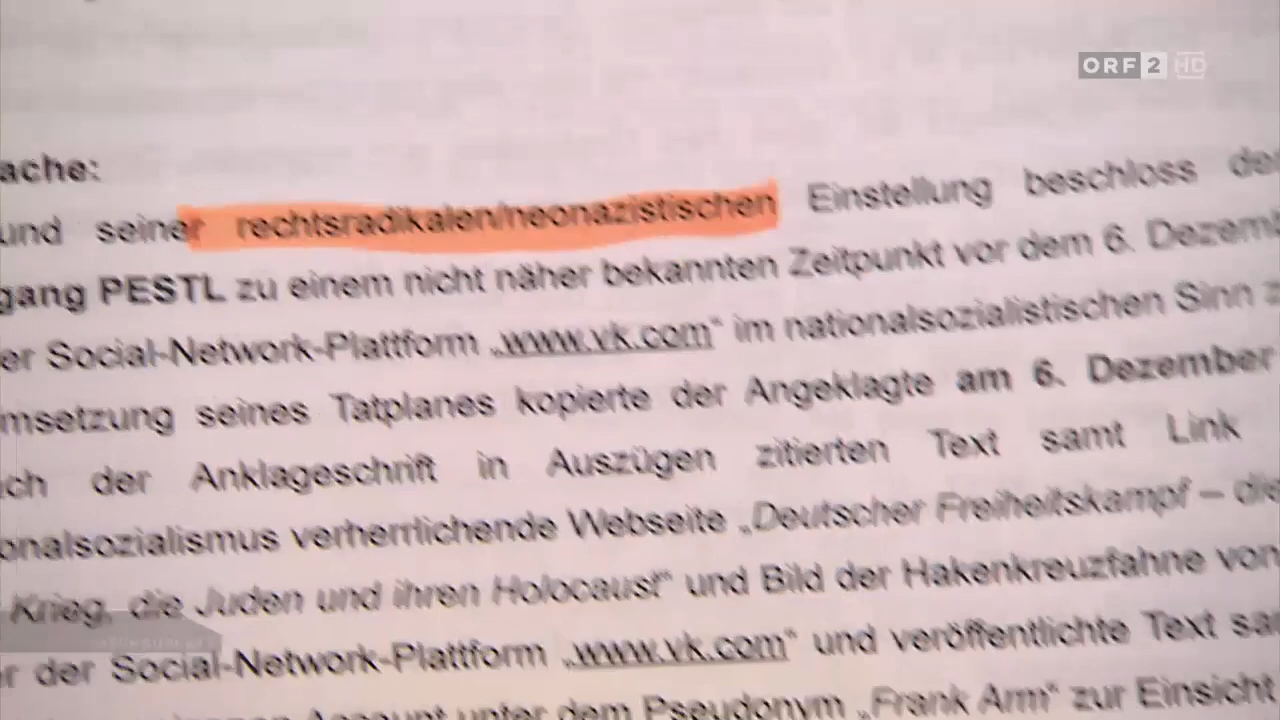 ORF 2 HD
ache:
und seiner rechtsradikalen/neonazistischen Einstellung beschloss der
gang PESTL zu einem nicht näher bekannten Zeitpunkt vor dem 6. Dezem
er Social-Network-Plattform „www.vk.com“ im nationalsozialistischen Sinn z
msetzung seines Tatplanes kopierte der Angeklagte am 6. Dezember
ch der Anklageschrift in Auszügen zitierten Text samt Link
onalsozialismus verherrlichende Webseite „Deutscher Freiheitskampf – die
Krieg, die Juden und ihren Holocaust“ und Bild der Hakenkreuzfahne von
r der Social-Network-Plattform „www.vk.com“ und veröffentlichte Text sam
Account unter dem Pseudonym „Frank Arm“ zur Einsicht